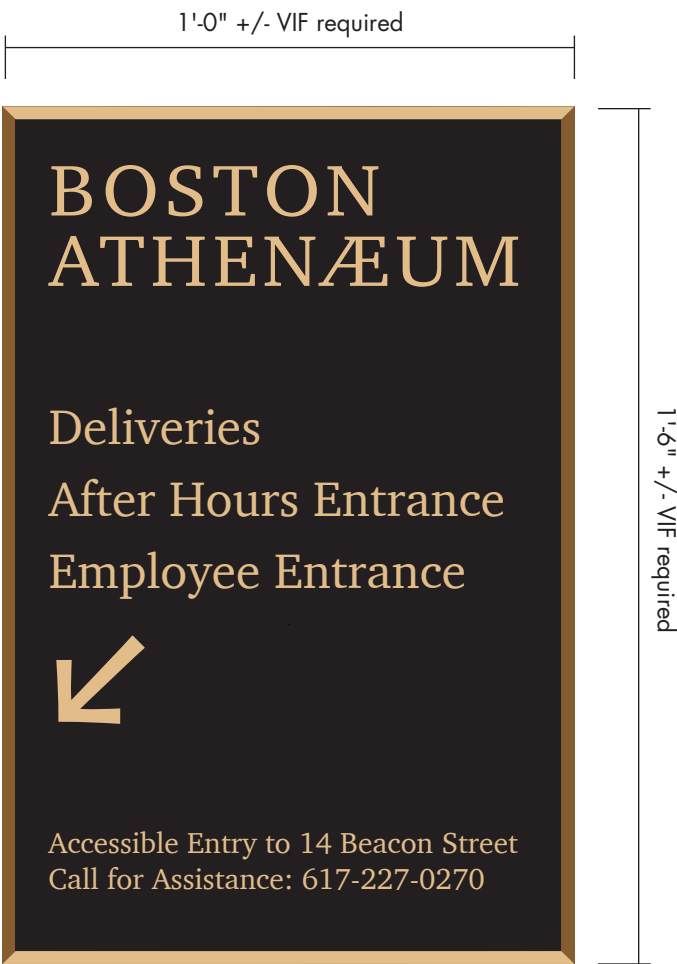 1'-0" +/- VIF required
BOSTON
ATHENÆUM
Deliveries
After Hours Entrance
Employee Entrance
Accessible Entry to 14 Beacon Street
Call for Assistance: 617-227-0270
1'-6" +/- VIF required